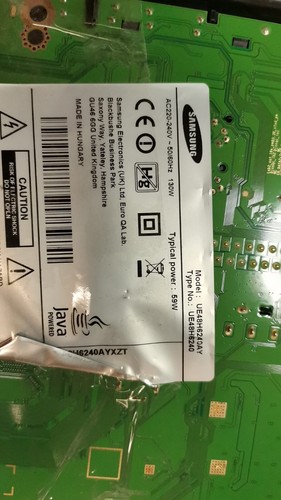 SAMSUNG
Model : UE48H6240AY
Type No.: UE48H6240
AC220-240V ~ 50/60Hz 130W
Typical power : 59W
CE
Hg
Samsung Electronics (UK) Ltd, Euro QA Lab.
Blackbushe Business Park
Saxony Way, Yateley, Hampshire
GU46 6GG United Kingdom
MADE IN HUNGARY
Java
POWERED
H6240AYXZT
CAUTION
RISK OF ELECTRIC SHOCK
DO NOT OPEN